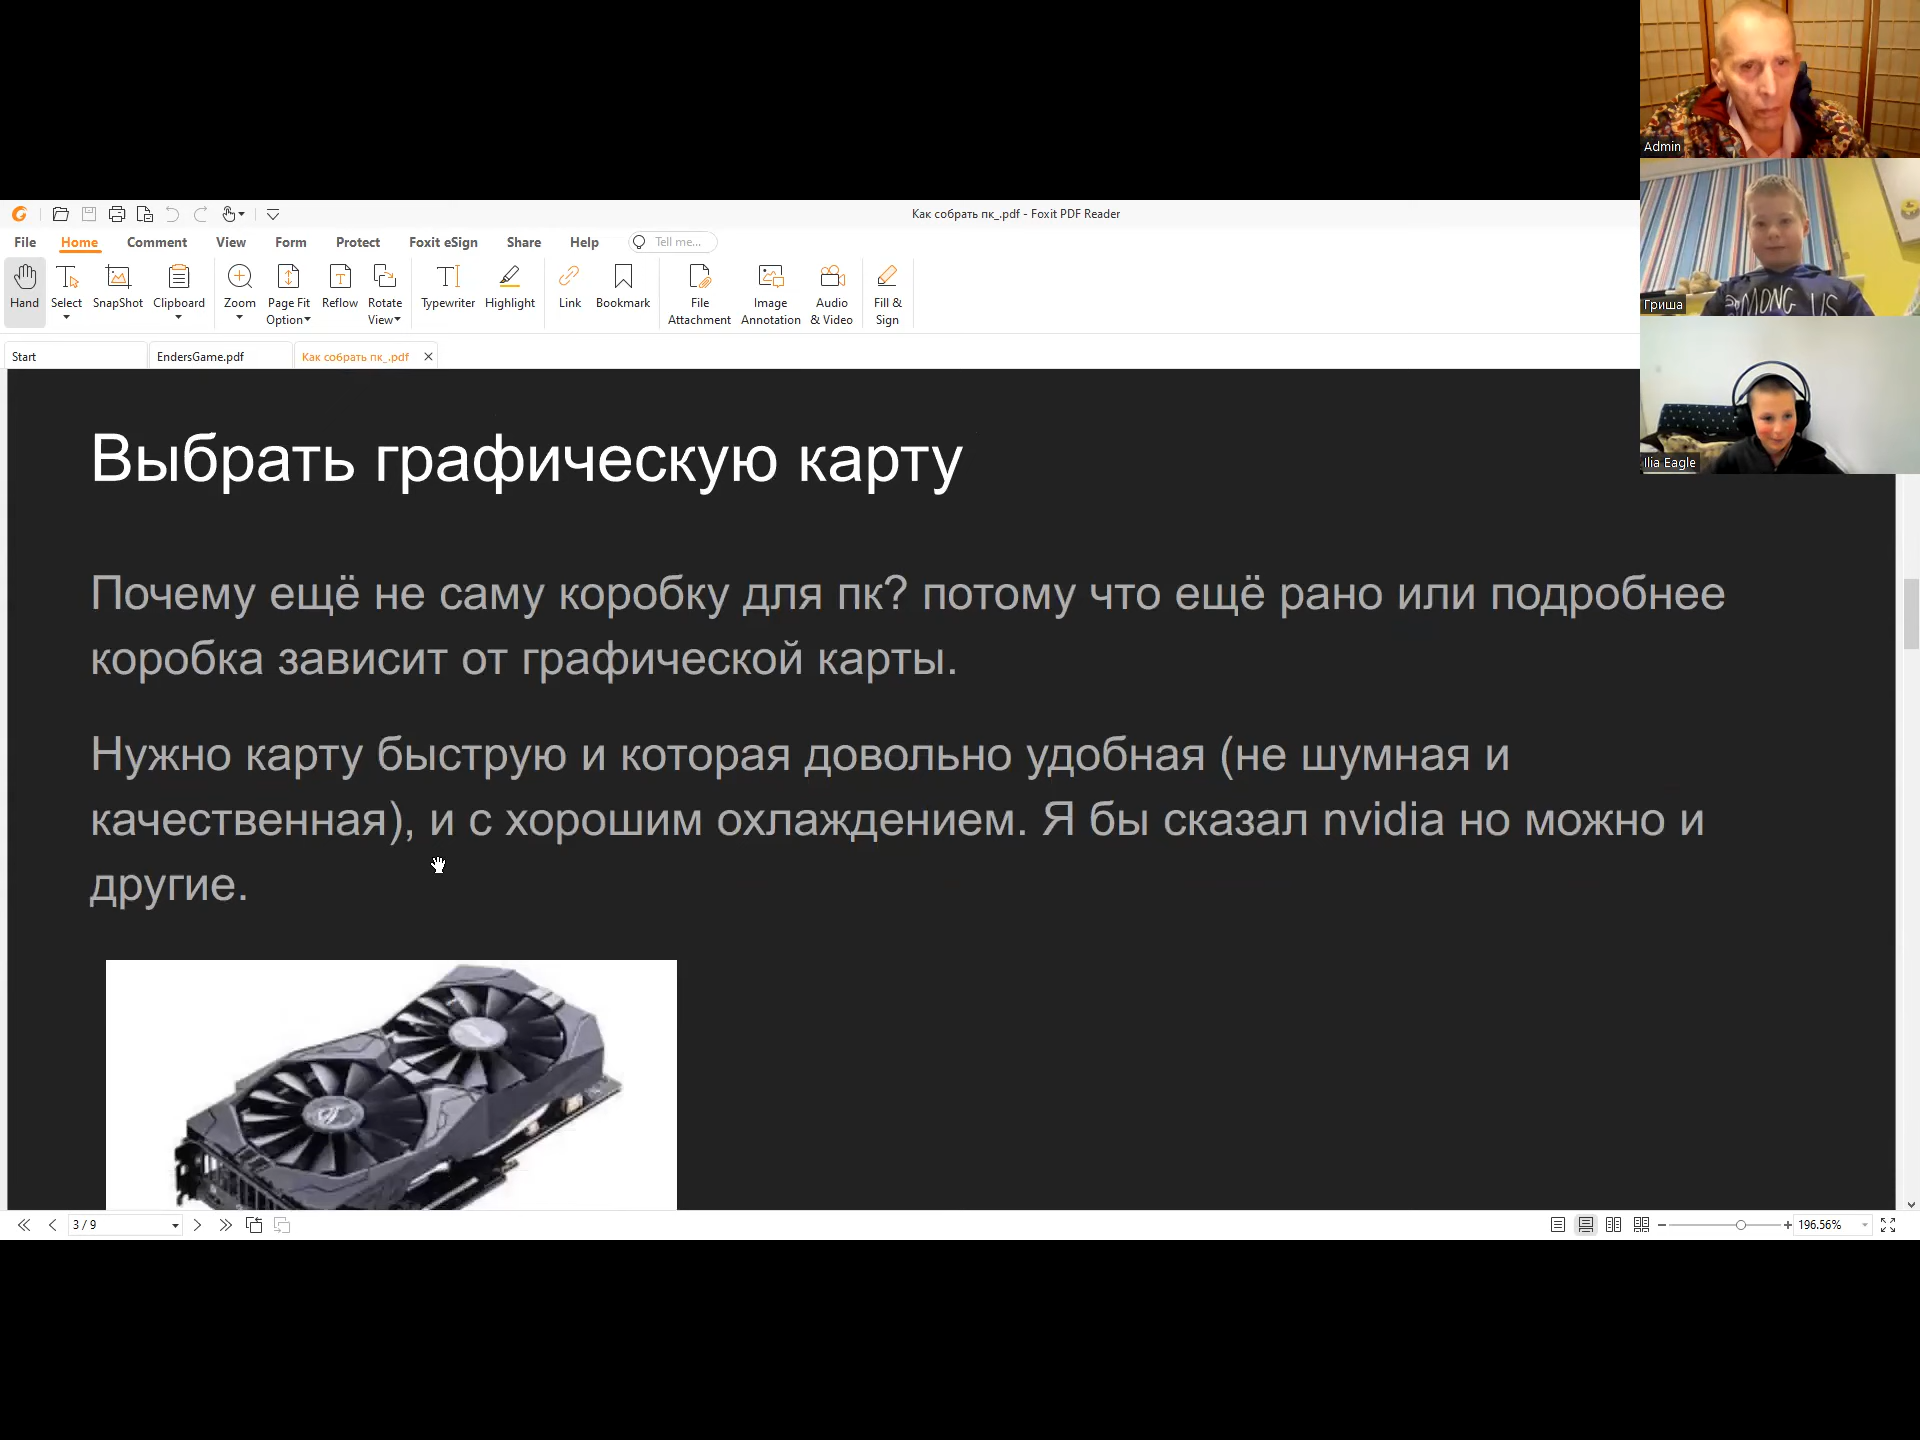 Admin
Как собрать пк_.pdf - Foxit PDF Reader
File Home Comment View Form Protect Foxit eSign Share Help Tell me...
Hand Select SnapShot Clipboard Zoom Page Fit Option Reflow Rotate View Typewriter Highlight Link Bookmark File Attachment Image Annotation Audio & Video Fill & Sign
AMONG US
Гриша
Start EndersGame.pdf Как собрать пк_.pdf
Ilia Eagle
Выбрать графическую карту
Почему ещё не саму коробку для пк? потому что ещё рано или подробнее
коробка зависит от графической карты.
Нужно карту быструю и которая довольно удобная (не шумная и
качественная), и с хорошим охлаждением. Я бы сказал nvidia но можно и
другие.
3 / 9 196.56%